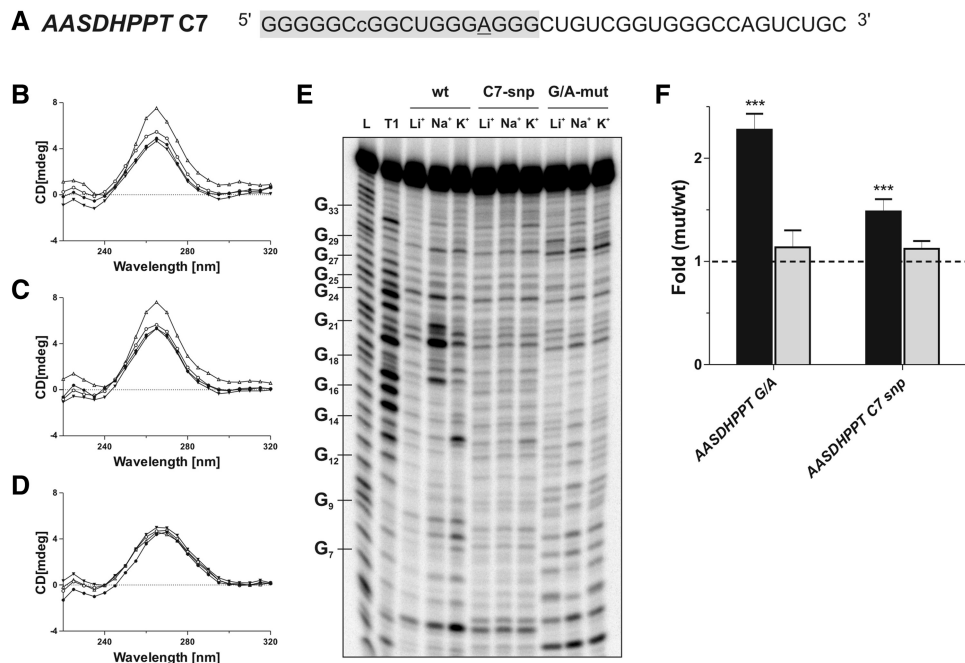 A AASDHPPT C7 5' GGGGGCcGGCUGGGAGGGCUGUCGGUGGGCCAGUCUGC 3'
B
8
4
0
-4
CD[mdeg]
240 280 320
Wavelength [nm]
C
8
4
0
-4
CD[mdeg]
240 280 320
Wavelength [nm]
D
8
4
0
-4
CD[mdeg]
240 280 320
Wavelength [nm]
E
wt C7-snp G/A-mut
L T1 Li+ Na+ K+ Li+ Na+ K+ Li+ Na+ K+
G33
G29
G27
G25
G24
G21
G18
G16
G14
G12
G9
G7
F
***
***
2
1
0
Fold (mut/wt)
AASDHPPT G/A
AASDHPPT C7 snp